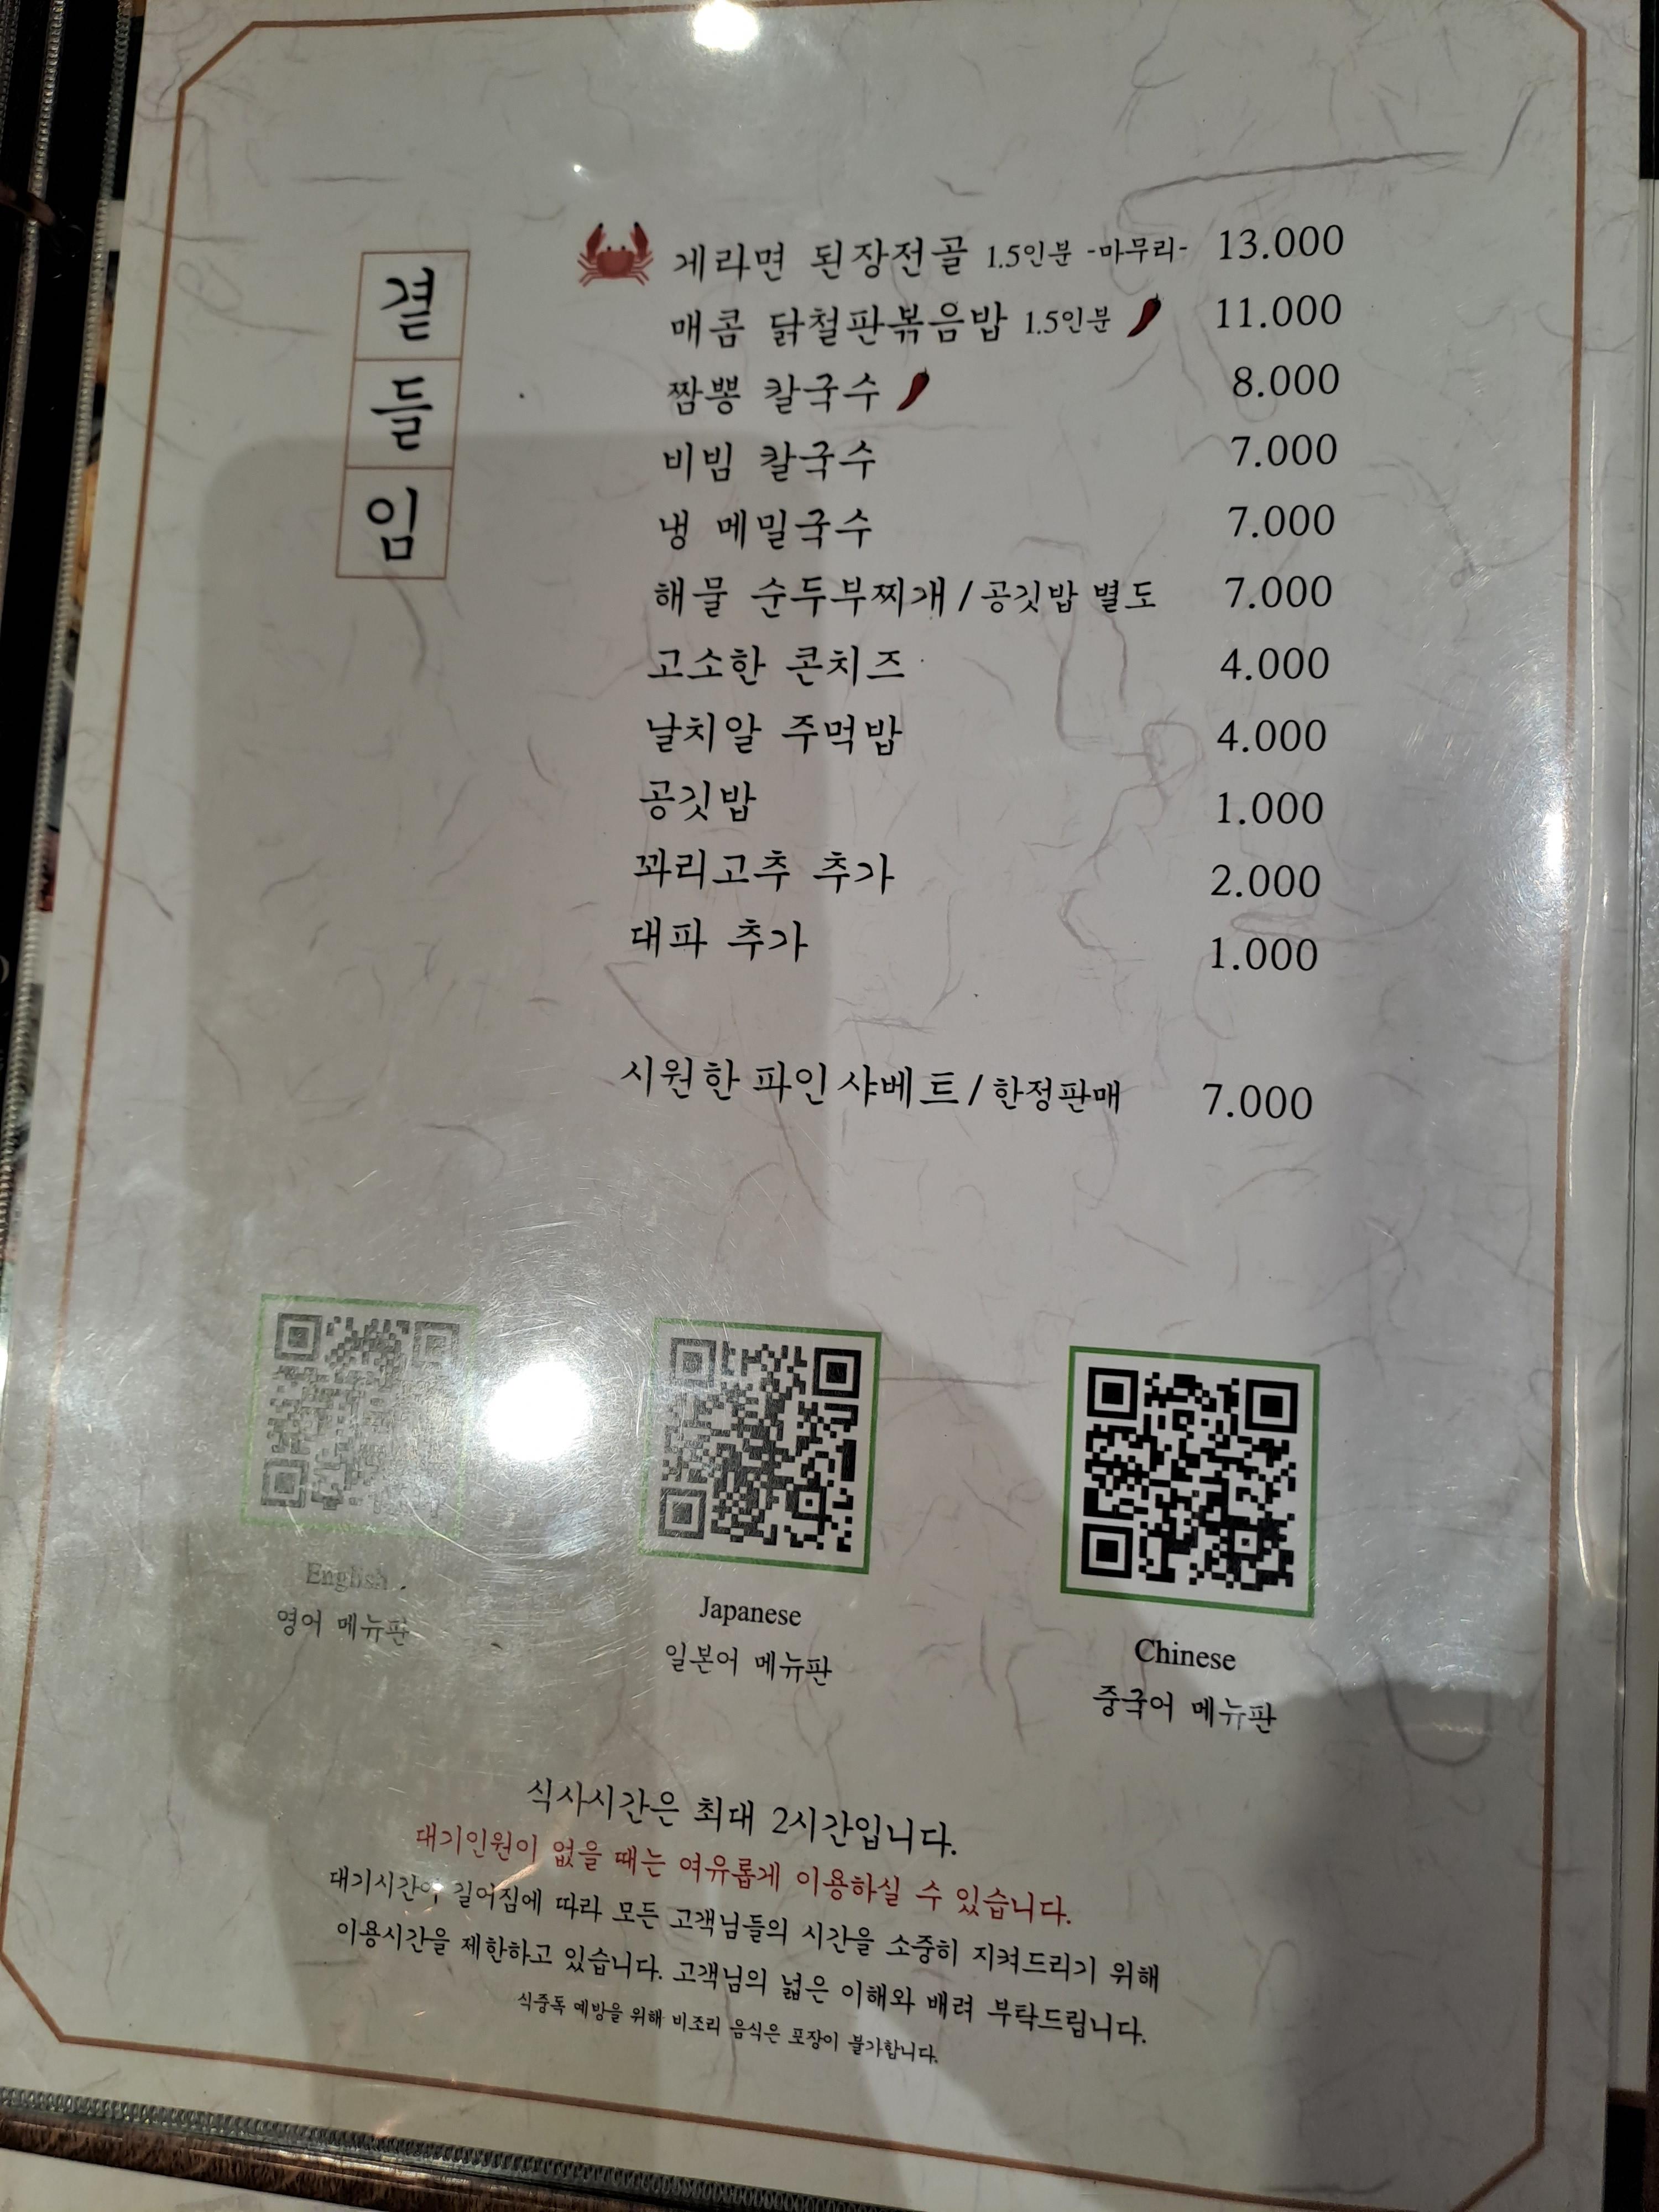 곁들임
게라면 된장전골 1.5인분 -마무리- 13.000
매콤 닭철판볶음밥 1.5인분 11.000
짬뽕 칼국수 8.000
비빔 칼국수 7.000
냉 메밀국수 7.000
해물 순두부찌개/공깃밥 별도 7.000
고소한 콘치즈 4.000
날치알 주먹밥 4.000
공깃밥 1.000
꽈리고추 추가 2.000
대파 추가 1.000
시원한 파인 샤베트/한정판매 7.000
English
영어 메뉴판
Japanese
일본어 메뉴판
Chinese
중국어 메뉴판
식사시간은 최대 2시간입니다.
대기인원이 없을 때는 여유롭게 이용하실 수 있습니다.
대기시간이 길어짐에 따라 모든 고객님들의 시간을 소중히 지켜드리기 위해
이용시간을 제한하고 있습니다. 고객님의 넓은 이해와 배려 부탁드립니다.
식중독 예방을 위해 비조리 음식은 포장이 불가합니다.